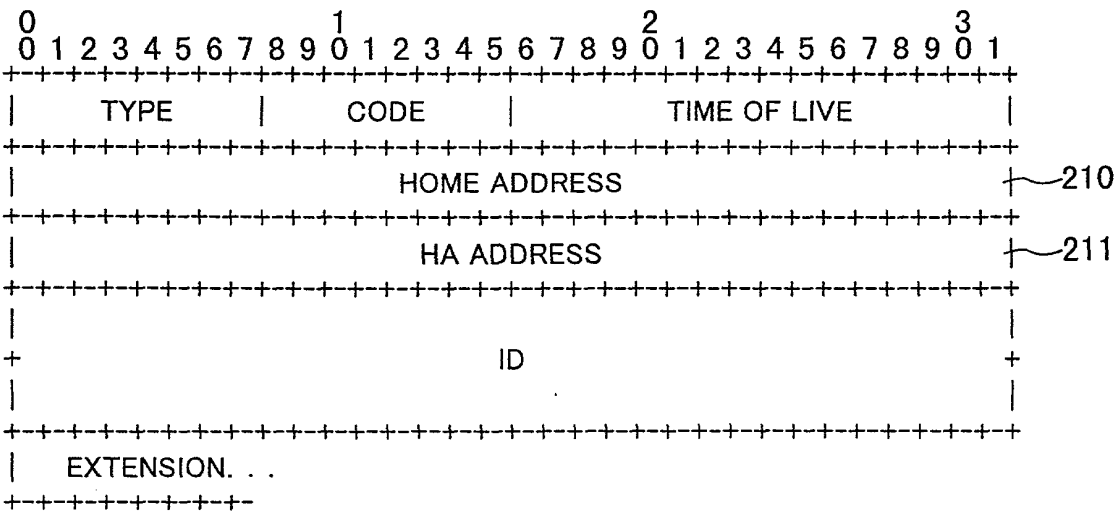 0 1 2 3
0 1 2 3 4 5 6 7 8 9 0 1 2 3 4 5 6 7 8 9 0 1 2 3 4 5 6 7 8 9 0 1
+-+-+-+-+-+-+-+-+-+-+-+-+-+-+-+-+-+-+-+-+-+-+-+-+-+-+-+-+-+-+-+-+
| TYPE | CODE | TIME OF LIVE |
+-+-+-+-+-+-+-+-+-+-+-+-+-+-+-+-+-+-+-+-+-+-+-+-+-+-+-+-+-+-+-+-+
| HOME ADDRESS | 210
+-+-+-+-+-+-+-+-+-+-+-+-+-+-+-+-+-+-+-+-+-+-+-+-+-+-+-+-+-+-+-+-+
| HA ADDRESS | 211
+-+-+-+-+-+-+-+-+-+-+-+-+-+-+-+-+-+-+-+-+-+-+-+-+-+-+-+-+-+-+-+-+
| |
+ ID +
| |
+-+-+-+-+-+-+-+-+-+-+-+-+-+-+-+-+-+-+-+-+-+-+-+-+-+-+-+-+-+-+-+-+
| EXTENSION. . .
+-+-+-+-+-+-+-+-